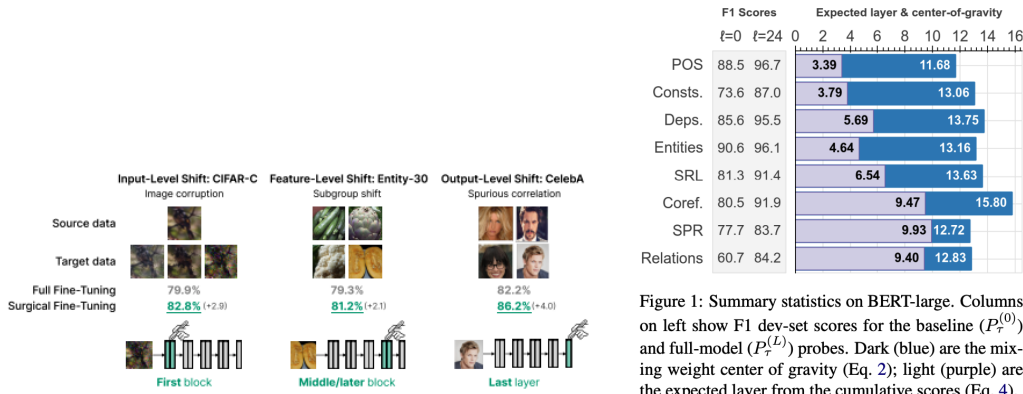 Input-Level Shift: CIFAR-C Feature-Level Shift: Entity-30 Output-Level Shift: CelebA
Image corruption Subgroup shift Spurious correlation
Source data
Target data
Full Fine-Tuning 79.9% 79.3% 82.2%
Surgical Fine-Tuning 82.8% (+2.9) 81.2% (+2.1) 86.2% (+4.0)
First block Middle/later block Last layer
F1 Scores Expected layer & center-of-gravity
ℓ=0 ℓ=24 0 2 4 6 8 10 12 14 16
POS 88.5 96.7 3.39 11.68
Consts. 73.6 87.0 3.79 13.06
Deps. 85.6 95.5 5.69 13.75
Entities 90.6 96.1 4.64 13.16
SRL 81.3 91.4 6.54 13.63
Coref. 80.5 91.9 9.47 15.80
SPR 77.7 83.7 9.93 12.72
Relations 60.7 84.2 9.40 12.83
Figure 1: Summary statistics on BERT-large. Columns
on left show F1 dev-set scores for the baseline (P_τ^(0))
and full-model (P_τ^(L)) probes. Dark (blue) are the mix-
ing weight center of gravity (Eq. 2); light (purple) are
the expected layer from the cumulative scores (Eq. 4).